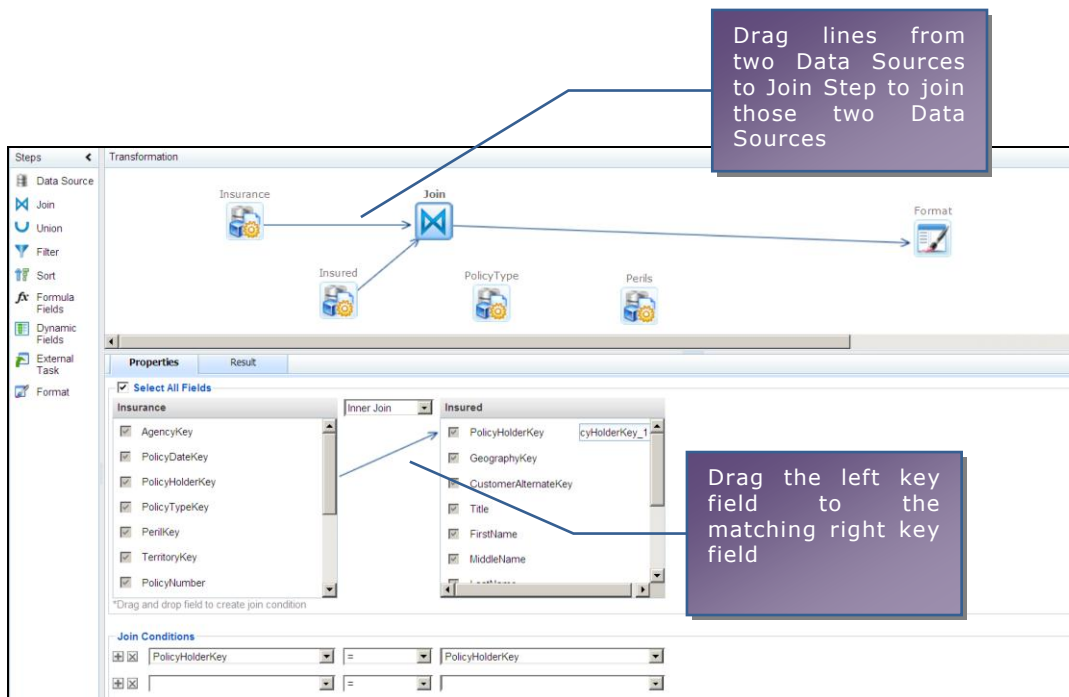 Drag lines from
two Data Sources
to Join Step to join
those two Data
Sources
Steps
Transformation
Data Source
Join
Union
Filter
Sort
fx Formula
Fields
Dynamic
Fields
External
Task
Format
Insurance
Join
Format
Insured
PolicyType
Perils
Properties
Result
Select All Fields
Insurance
Inner Join
Insured
AgencyKey
PolicyDateKey
PolicyHolderKey
PolicyTypeKey
PerilKey
TerritoryKey
PolicyNumber
PolicyHolderKey cyHolderKey_1
GeographyKey
CustomerAlternateKey
Title
FirstName
MiddleName
Drag the left key
field to the
matching right key
field
*Drag and drop field to create join condition
Join Conditions
PolicyHolderKey = PolicyHolderKey
=